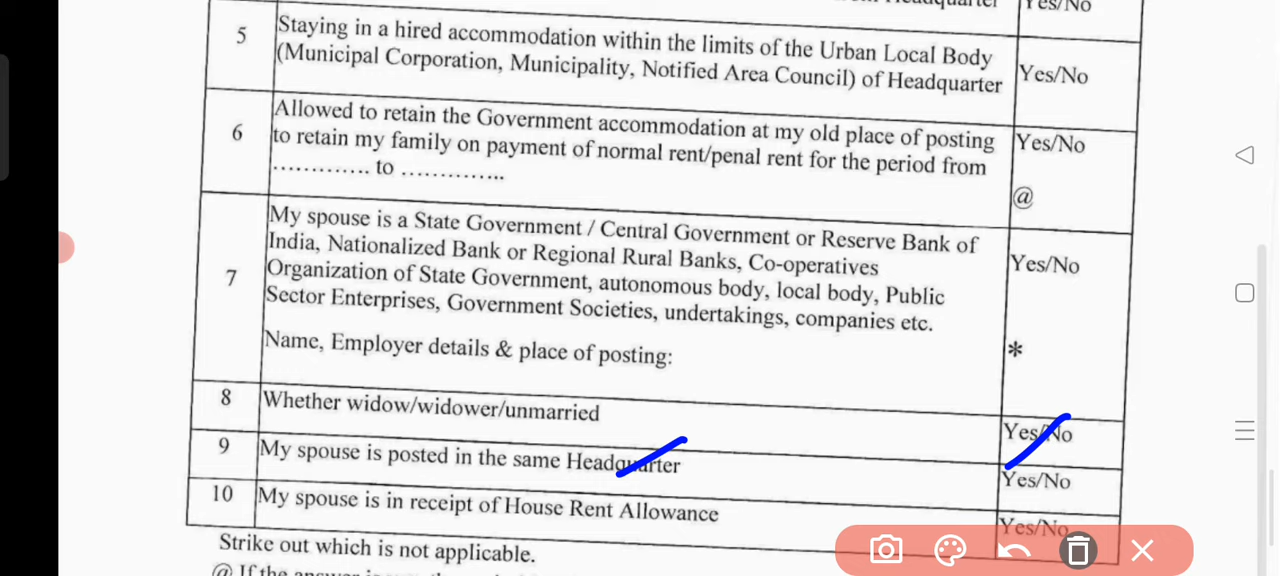 Headquarter Yes/No
5 Staying in a hired accommodation within the limits of the Urban Local Body
(Municipal Corporation, Municipality, Notified Area Council) of Headquarter Yes/No
6 Allowed to retain the Government accommodation at my old place of posting Yes/No
to retain my family on payment of normal rent/penal rent for the period from
............. to .............. @
7 My spouse is a State Government / Central Government or Reserve Bank of
India, Nationalized Bank or Regional Rural Banks, Co-operatives Yes/No
Organization of State Government, autonomous body, local body, Public
Sector Enterprises, Government Societies, undertakings, companies etc.
Name, Employer details & place of posting: *
8 Whether widow/widower/unmarried Yes/No
9 My spouse is posted in the same Headquarter Yes/No
10 My spouse is in receipt of House Rent Allowance Yes/No
Strike out which is not applicable.
@ If the answer is